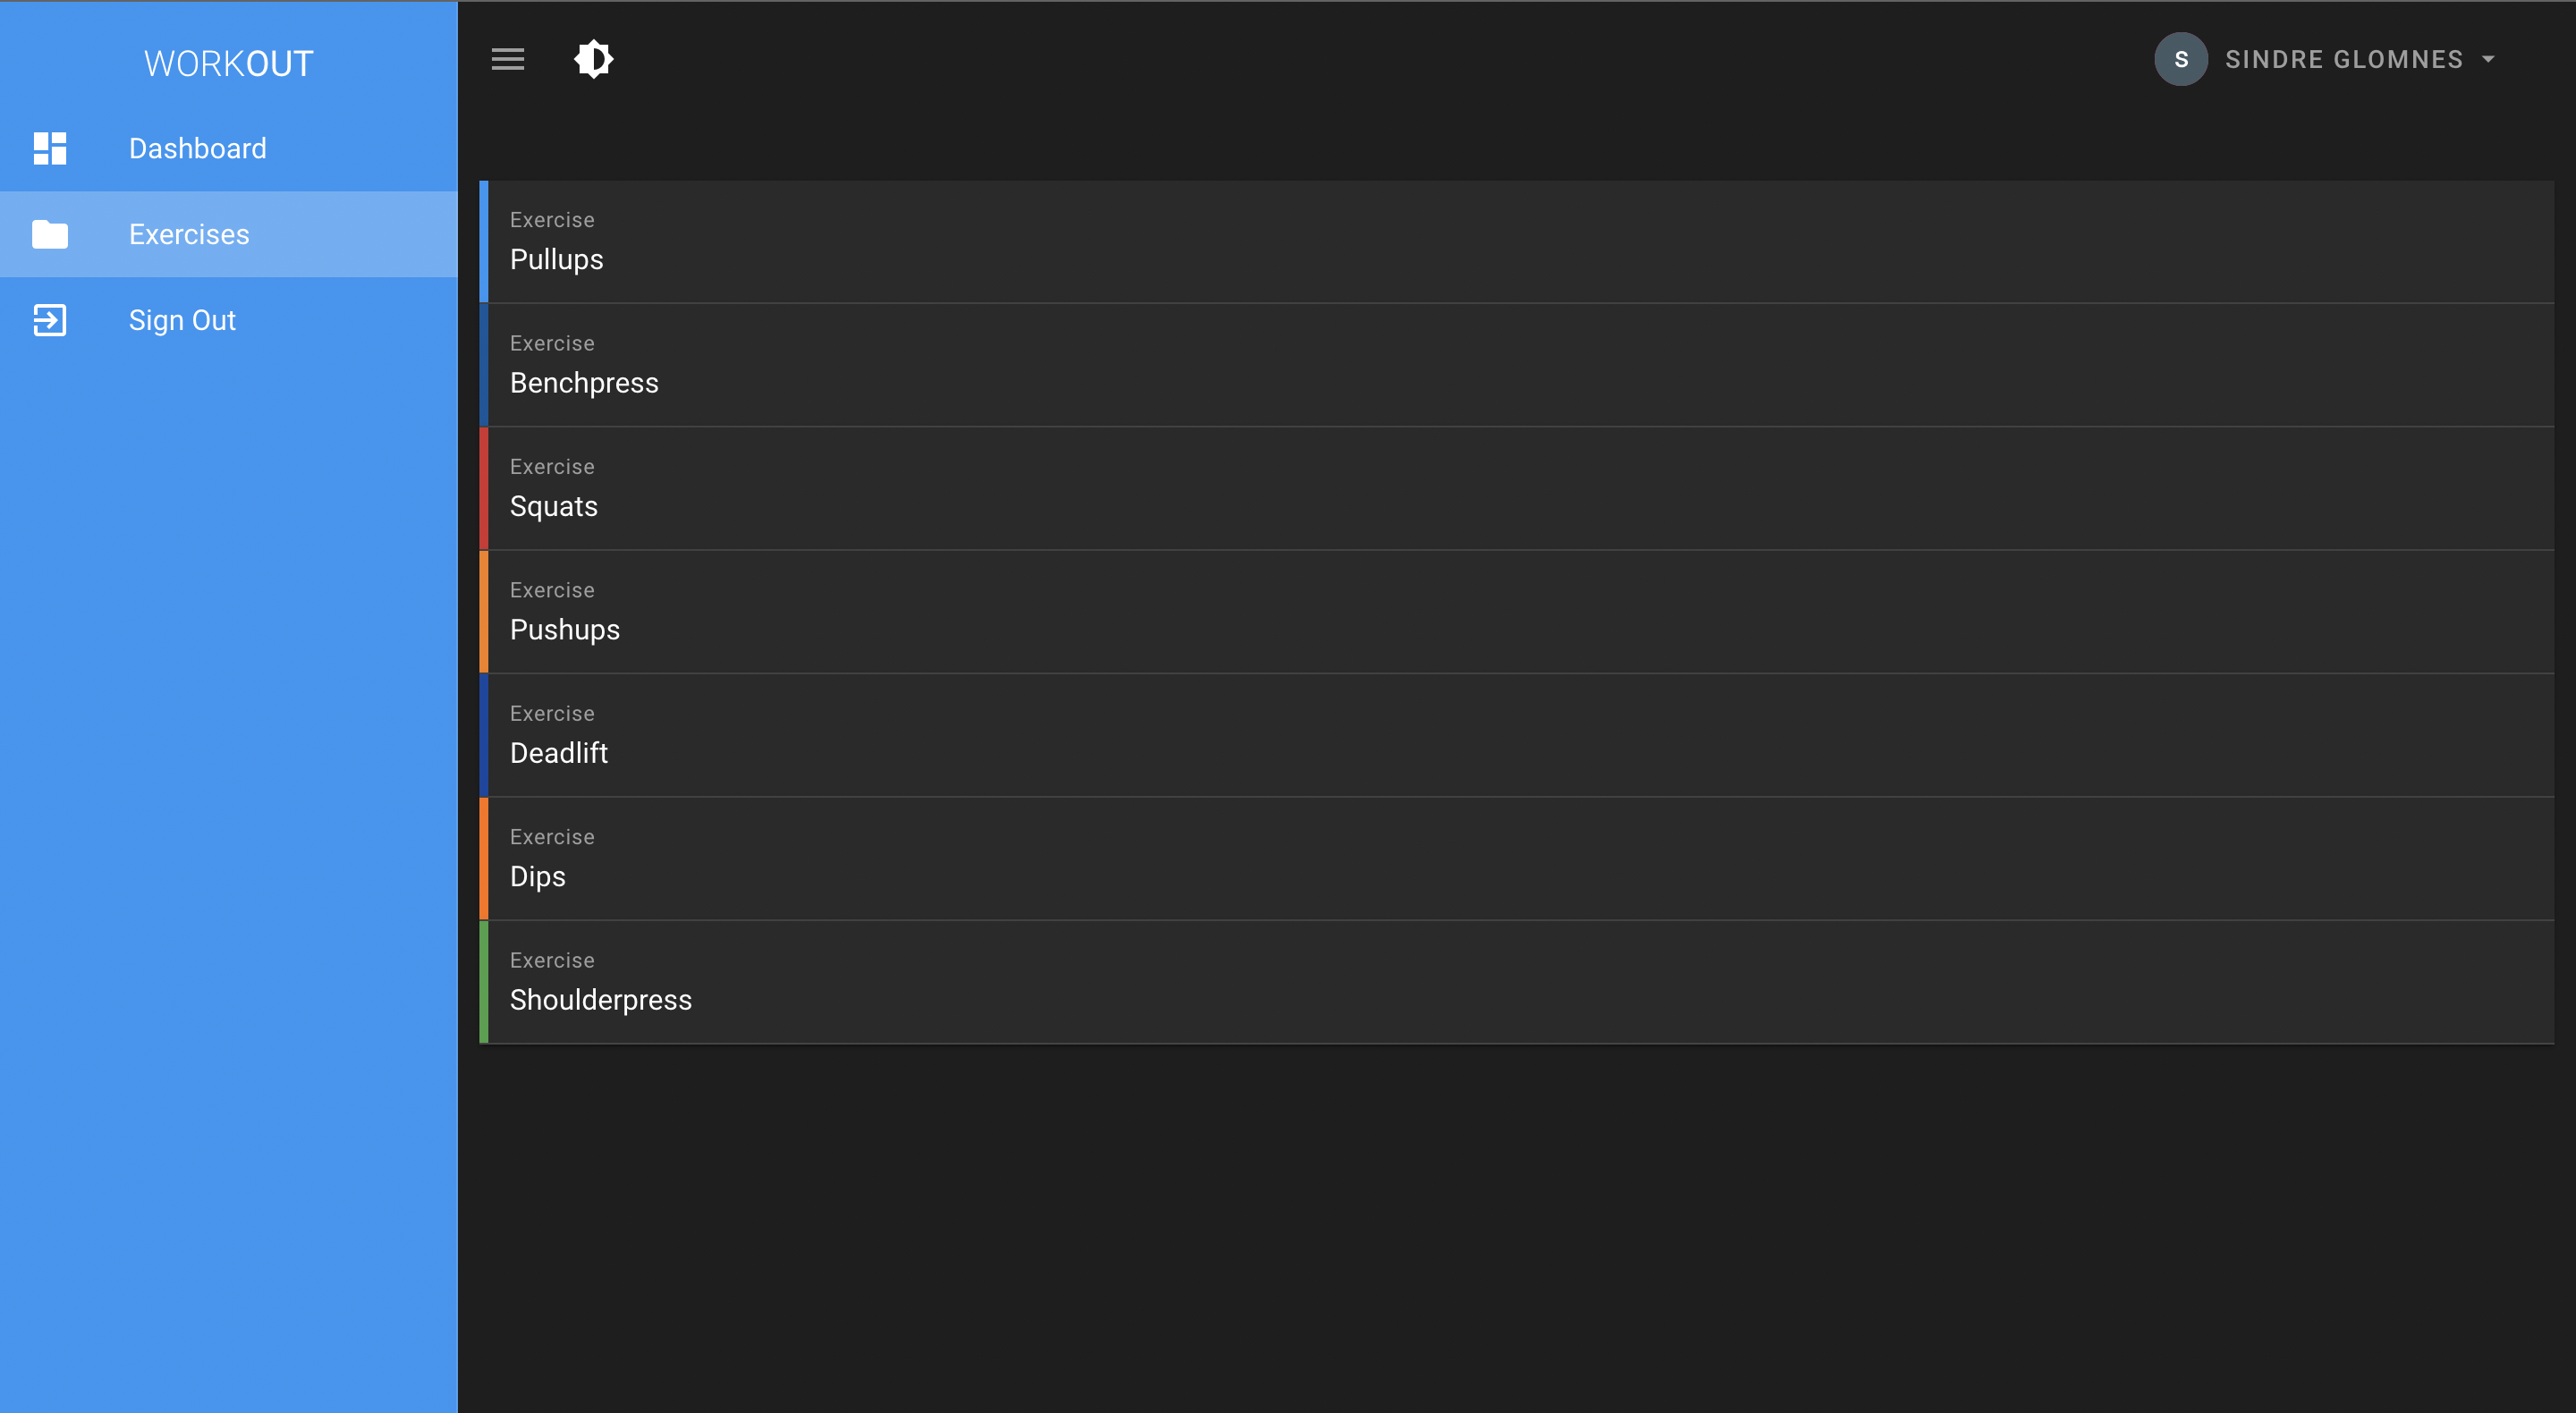 WORKOUT
Dashboard
Exercises
Sign Out
S SINDRE GLOMNES
Exercise
Pullups
Exercise
Benchpress
Exercise
Squats
Exercise
Pushups
Exercise
Deadlift
Exercise
Dips
Exercise
Shoulderpress